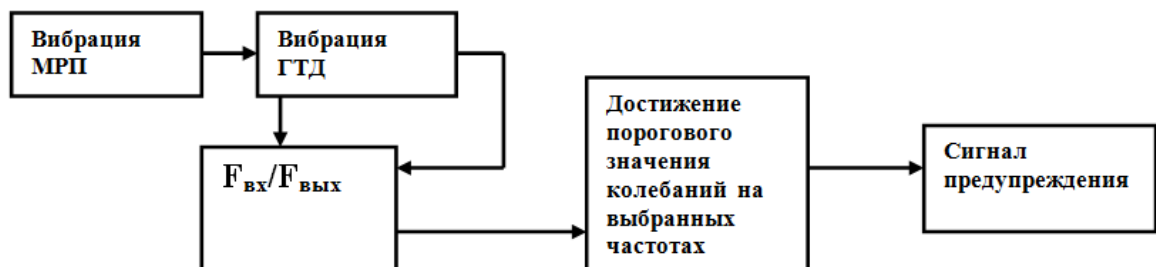 Вибрация
МРП
Вибрация
ГТД
Fвх/Fвых
Достижение
порогового
значения
колебаний на
выбранных
частотах
Сигнал
предупреждения